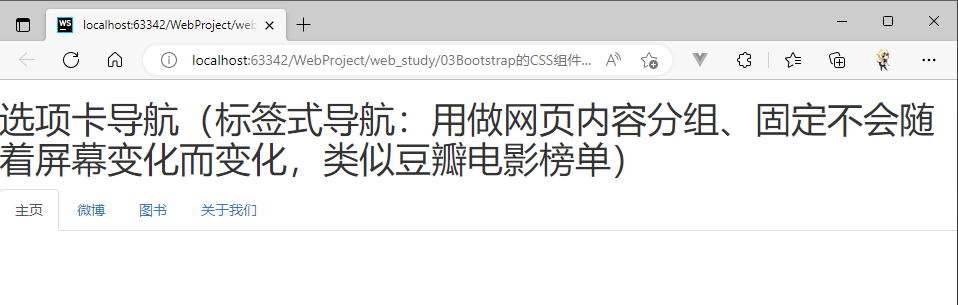 WS
localhost:63342/WebProject/web
localhost:63342/WebProject/web_study/03Bootstrap的CSS组件...
选项卡导航（标签式导航：用做网页内容分组、固定不会随
着屏幕变化而变化，类似豆瓣电影榜单）
主页 微博 图书 关于我们